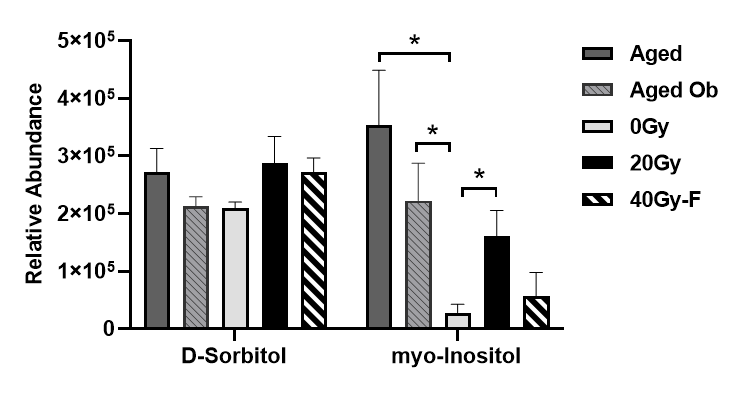 5×10⁵
4×10⁵
3×10⁵
2×10⁵
1×10⁵
0
Relative Abundance
D-Sorbitol
myo-Inositol
*
*
*
Aged
Aged Ob
0Gy
20Gy
40Gy-F